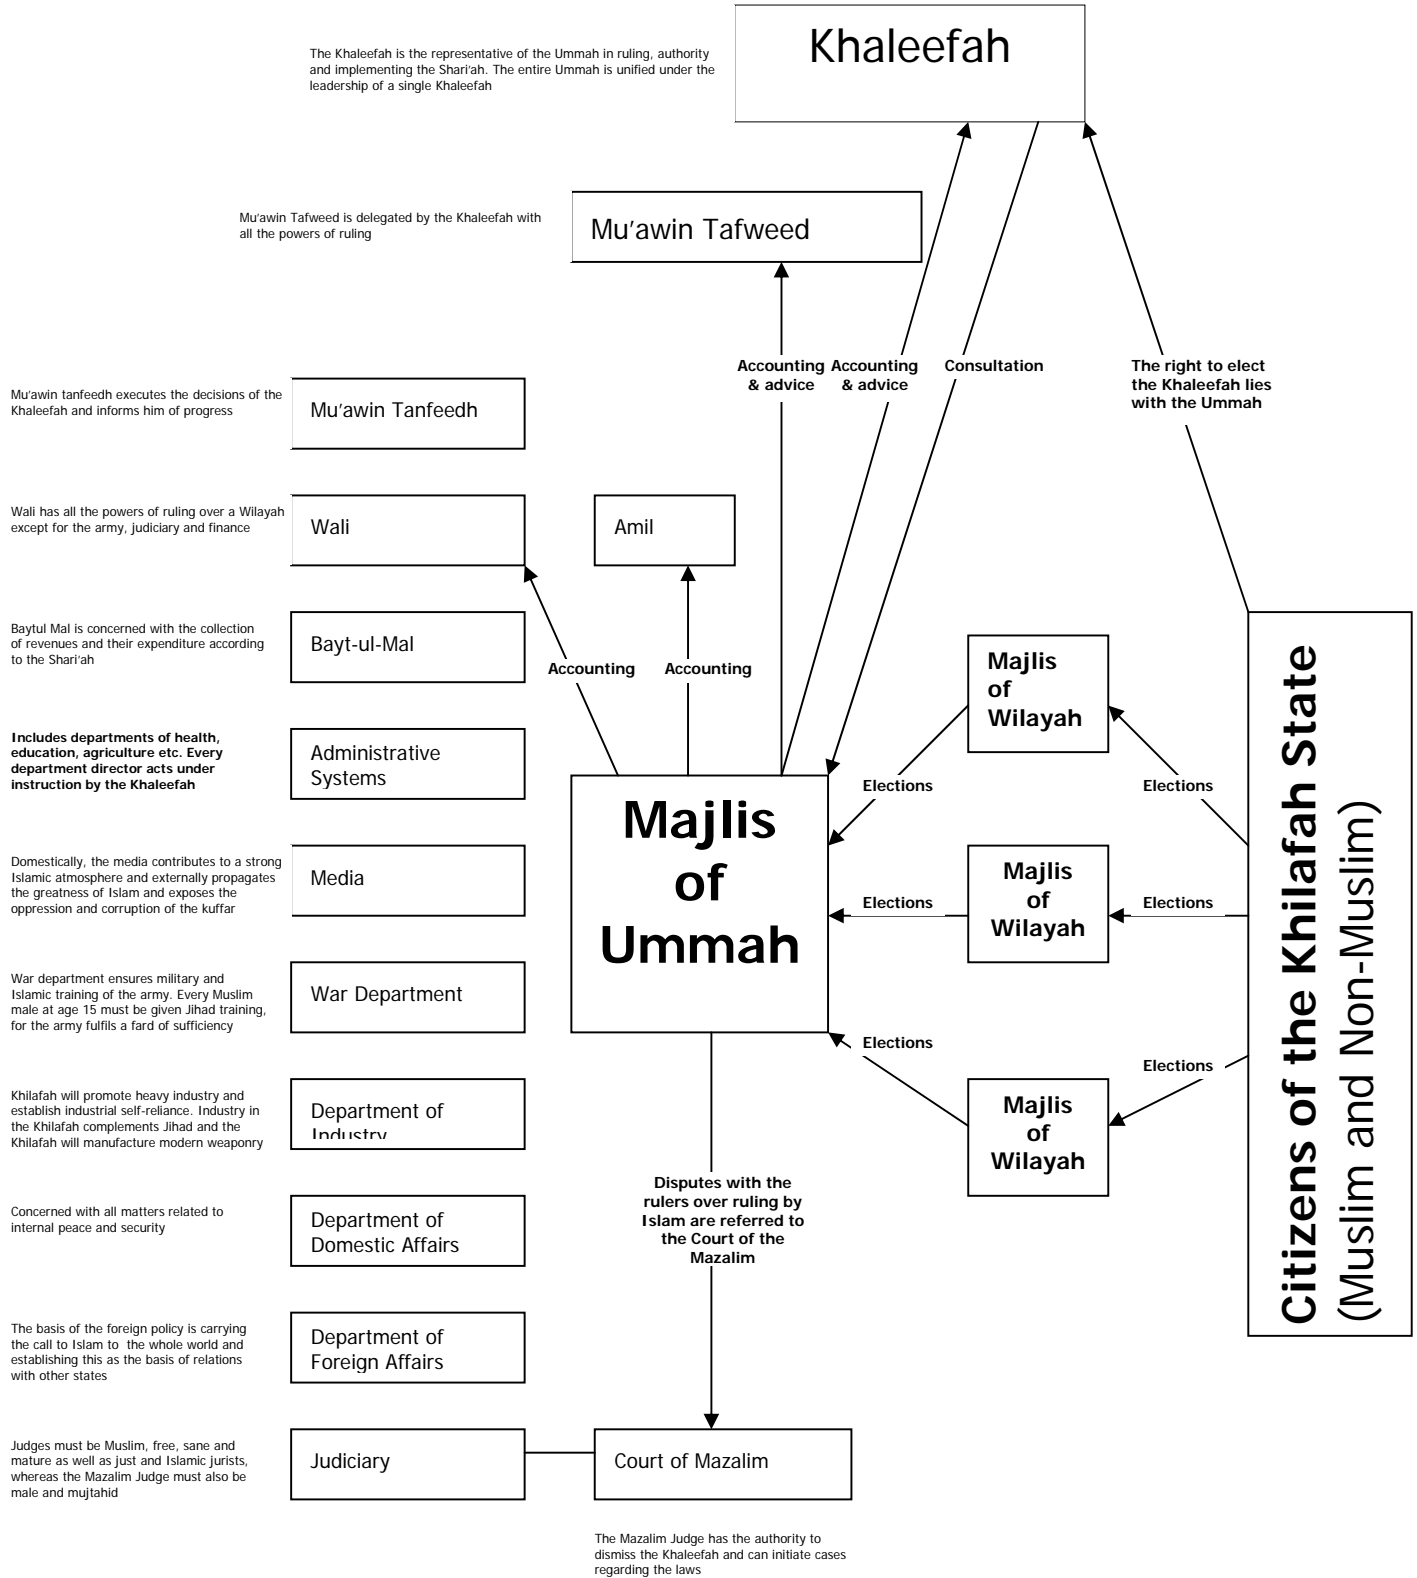 Khaleefah
The Khaleefah is the representative of the Ummah in ruling, authority
and implementing the Shari'ah. The entire Ummah is unified under the
leadership of a single Khaleefah
Mu'awin Tafweed is delegated by the Khaleefah with
all the powers of ruling
Mu'awin Tafweed
Accounting
& advice
Accounting
& advice
Consultation
The right to elect
the Khaleefah lies
with the Ummah
Mu'awin tanfeedh executes the decisions of the
Khaleefah and informs him of progress
Mu'awin Tanfeedh
Wali has all the powers of ruling over a Wilayah
except for the army, judiciary and finance
Wali
Amil
Baytul Mal is concerned with the collection
of revenues and their expenditure according
to the Shari'ah
Bayt-ul-Mal
Accounting
Accounting
Majlis
of
Wilayah
Includes departments of health,
education, agriculture etc. Every
department director acts under
instruction by the Khaleefah
Administrative
Systems
Elections
Elections
Majlis
of
Ummah
Domestically, the media contributes to a strong
Islamic atmosphere and externally propagates
the greatness of Islam and exposes the
oppression and corruption of the kuffar
Media
Elections
Majlis
of
Wilayah
Elections
Citizens of the Khilafah State
(Muslim and Non-Muslim)
War department ensures military and
Islamic training of the army. Every Muslim
male at age 15 must be given Jihad training,
for the army fulfils a fard of sufficiency
War Department
Elections
Elections
Khilafah will promote heavy industry and
establish industrial self-reliance. Industry in
the Khilafah complements Jihad and the
Khilafah will manufacture modern weaponry
Department of
Industry
Majlis
of
Wilayah
Disputes with the
rulers over ruling by
Islam are referred to
the Court of the
Mazalim
Concerned with all matters related to
internal peace and security
Department of
Domestic Affairs
The basis of the foreign policy is carrying
the call to Islam to  the whole world and
establishing this as the basis of relations
with other states
Department of
Foreign Affairs
Judges must be Muslim, free, sane and
mature as well as just and Islamic jurists,
whereas the Mazalim Judge must also be
male and mujtahid
Judiciary
Court of Mazalim
The Mazalim Judge has the authority to
dismiss the Khaleefah and can initiate cases
regarding the laws